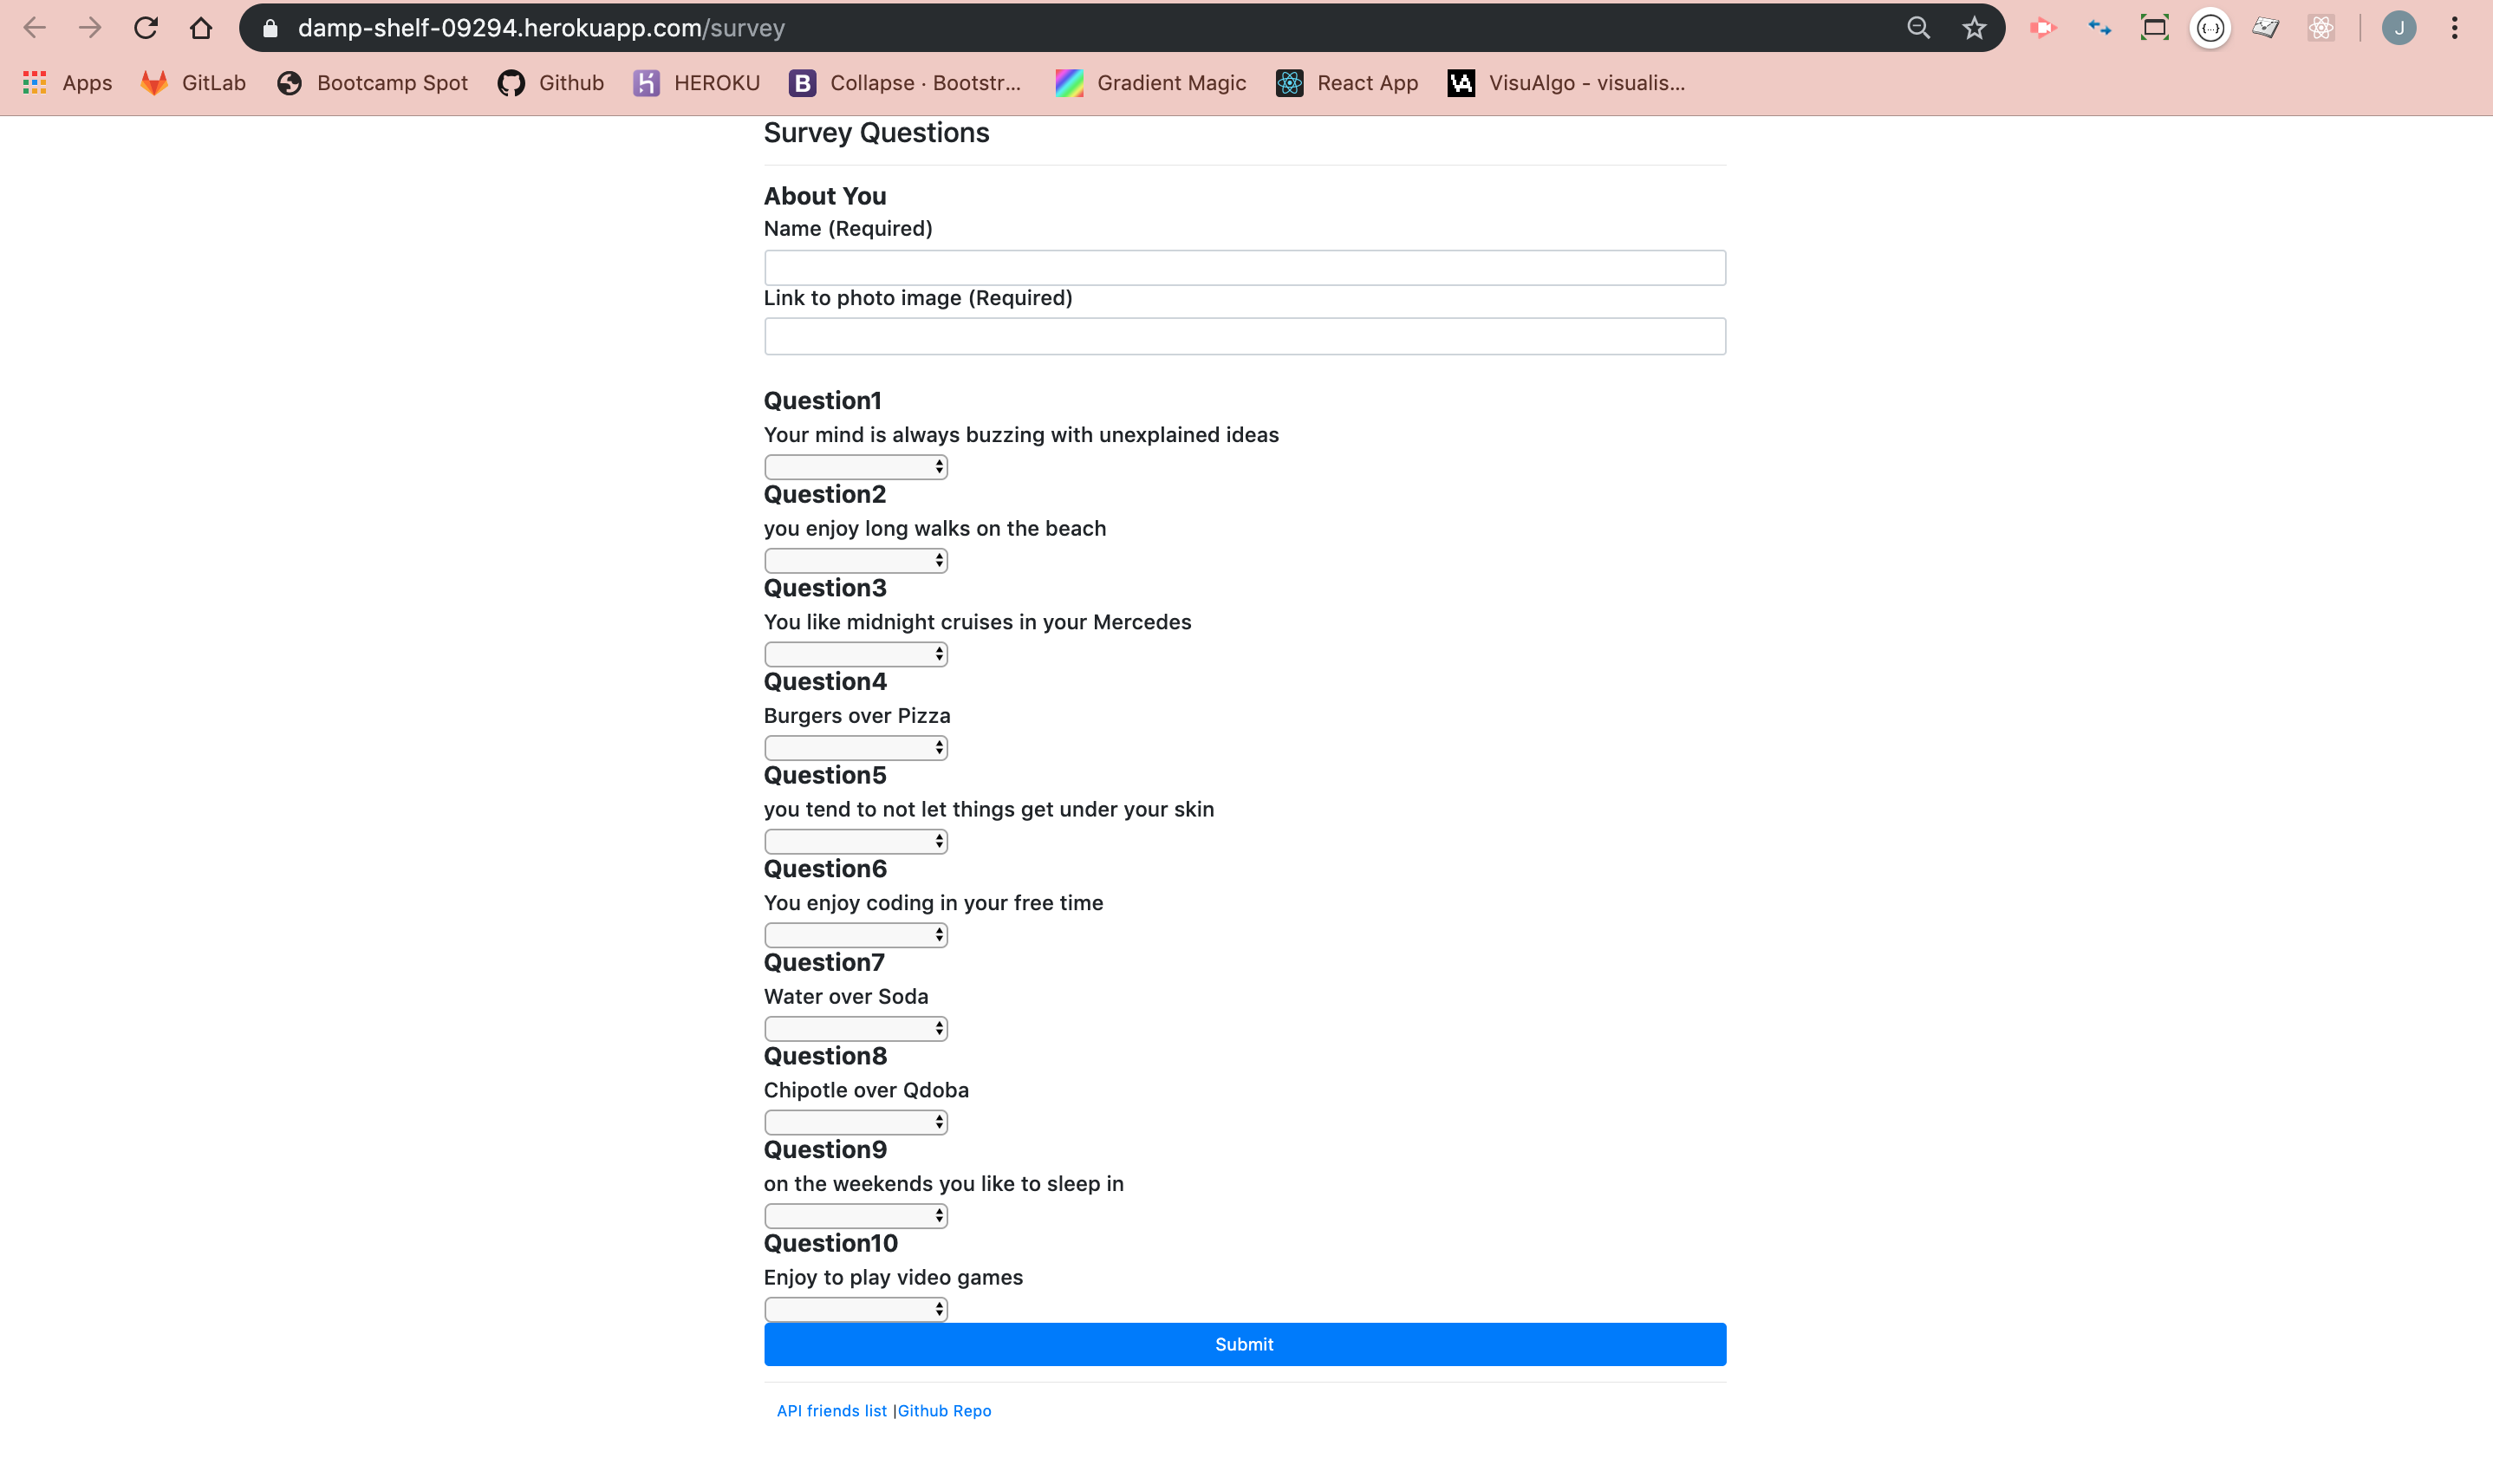 damp-shelf-09294.herokuapp.com/survey
J
Apps GitLab Bootcamp Spot Github HEROKU B Collapse · Bootstr... Gradient Magic React App VisuAlgo - visualis...
Survey Questions
About You
Name (Required)
Link to photo image (Required)
Question1
Your mind is always buzzing with unexplained ideas
Question2
you enjoy long walks on the beach
Question3
You like midnight cruises in your Mercedes
Question4
Burgers over Pizza
Question5
you tend to not let things get under your skin
Question6
You enjoy coding in your free time
Question7
Water over Soda
Question8
Chipotle over Qdoba
Question9
on the weekends you like to sleep in
Question10
Enjoy to play video games
Submit
API friends list |Github Repo